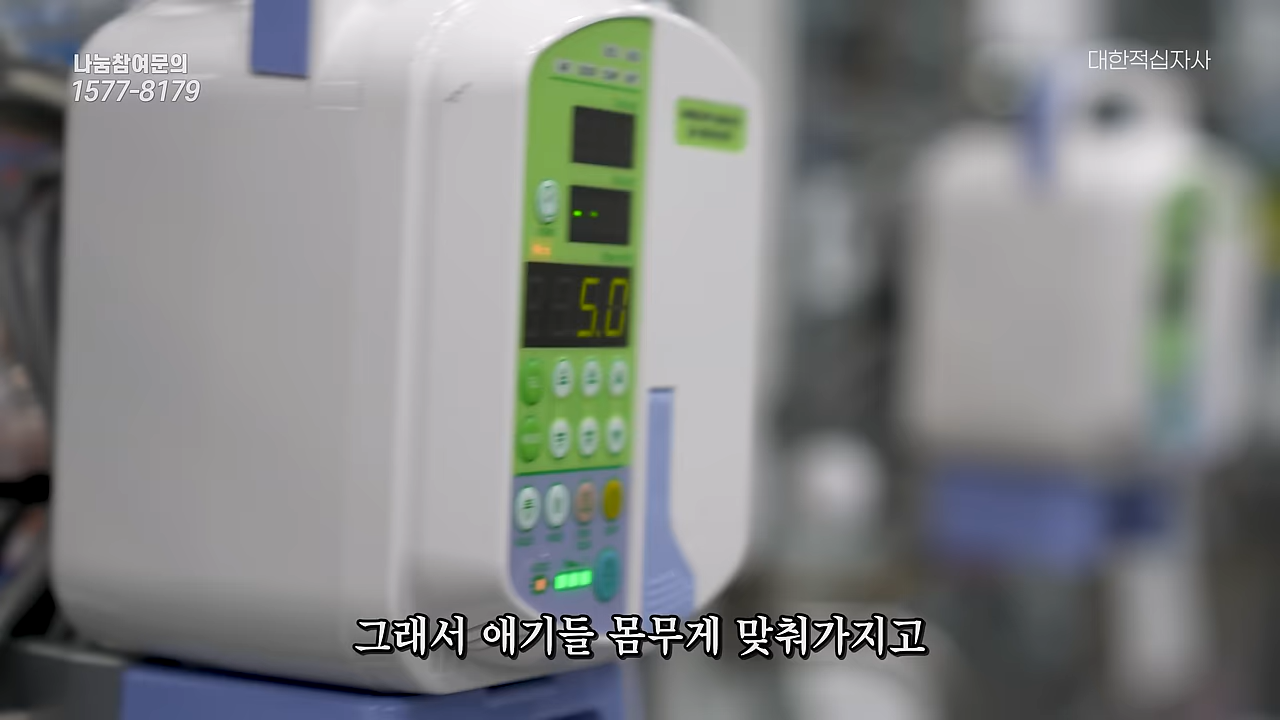 나눔참여문의
1577-8179
대한적십자사
5.0
그래서 애기들 몸무게 맞춰가지고